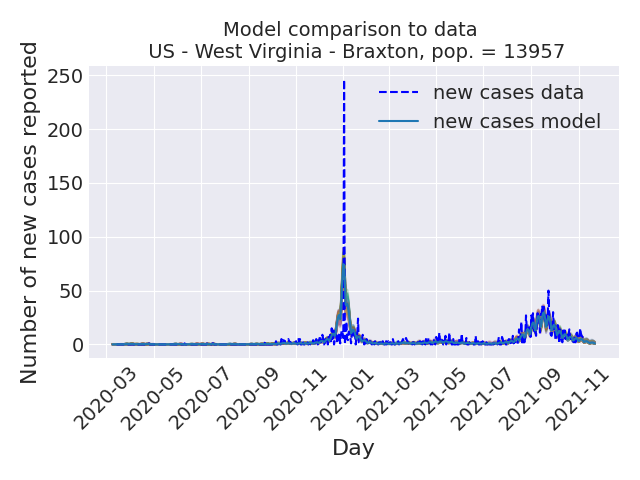 Model comparison to data
US - West Virginia - Braxton, pop. = 13957
Number of new cases reported
250
200
150
100
50
0
new cases data
new cases model
2020-03
2020-05
2020-07
2020-09
2020-11
2021-01
2021-03
2021-05
2021-07
2021-09
2021-11
Day